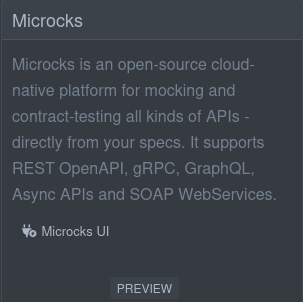 Microcks
Microcks is an open-source cloud-
native platform for mocking and
contract-testing all kinds of APIs -
directly from your specs. It supports
REST OpenAPI, gRPC, GraphQL,
Async APIs and SOAP WebServices.
Microcks UI
PREVIEW